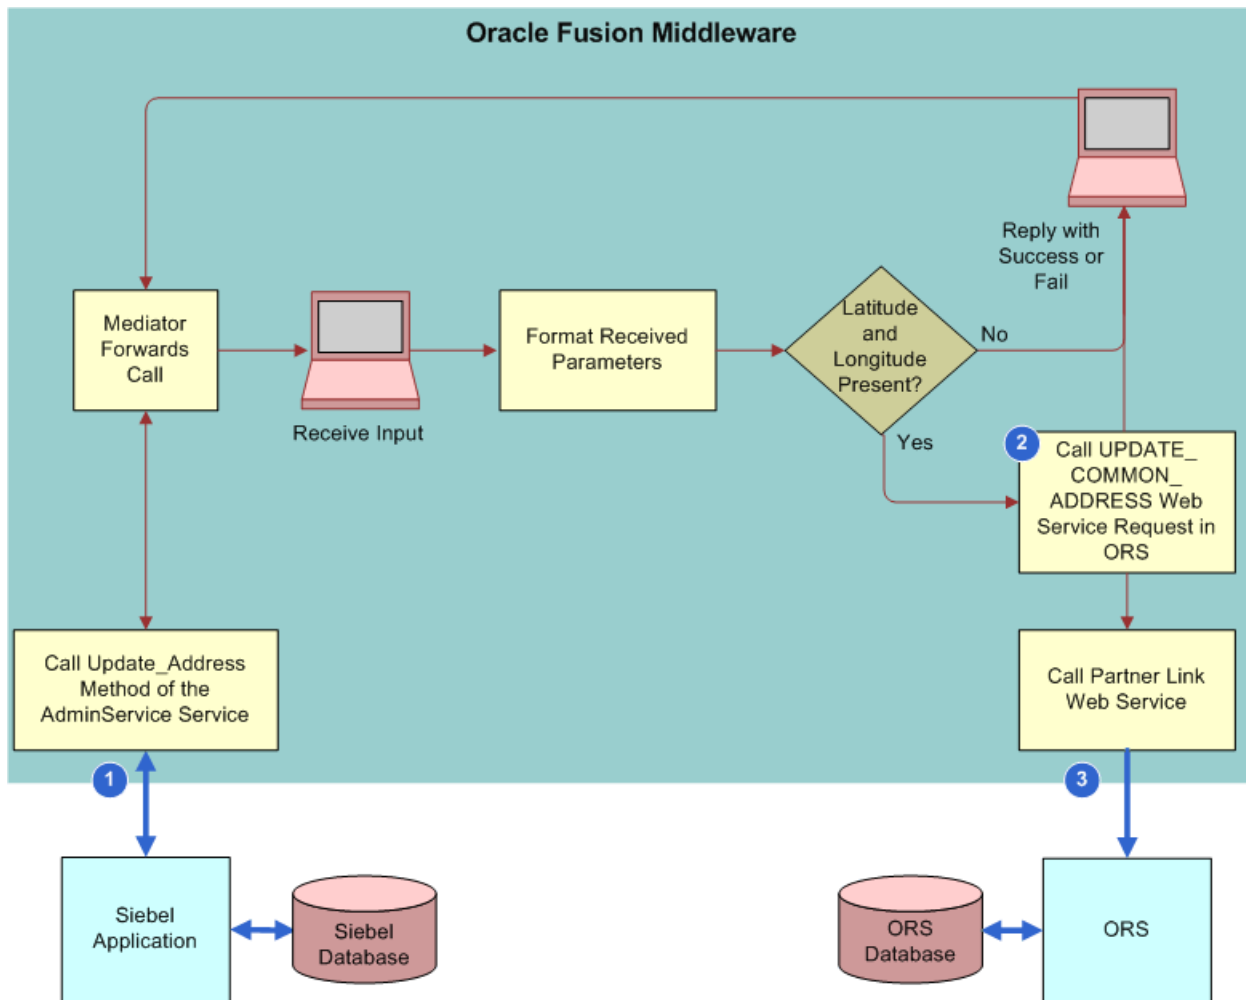 Oracle Fusion Middleware
Reply with
Success or
Fail
Mediator
Forwards
Call
Receive Input
Format Received
Parameters
Latitude
and
Longitude
Present?
No
Yes
2
Call UPDATE_
COMMON_
ADDRESS Web
Service Request in
ORS
Call Update_Address
Method of the
AdminService Service
Call Partner Link
Web Service
1
3
Siebel
Application
Siebel
Database
ORS
Database
ORS